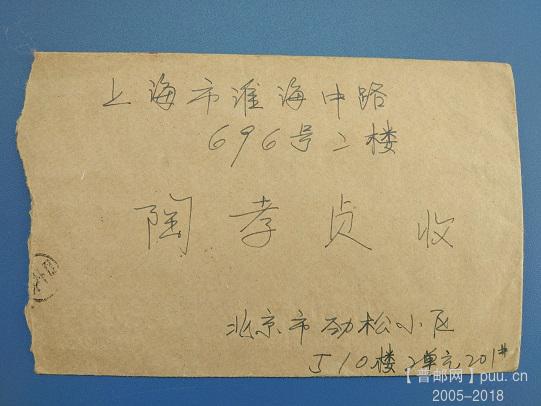 上海市淮海中路
696号二楼
陶孝贞 收
北京市劲松小区
510楼2单元201#
【普邮网】puu.cn
2005-2018